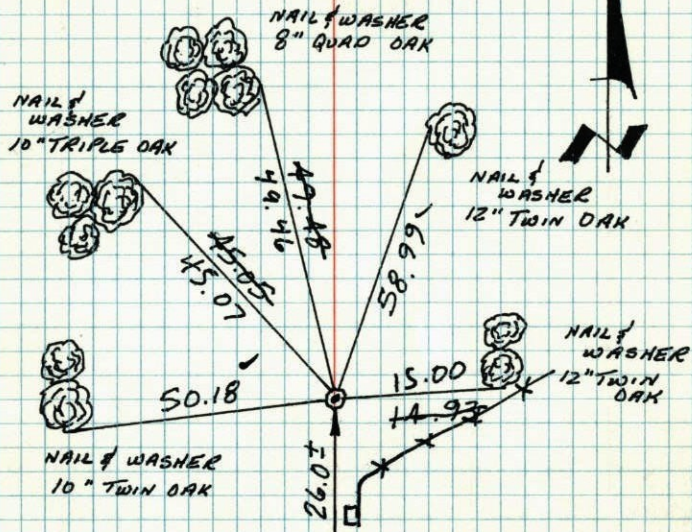 NAIL & WASHER
8" QUAD OAK
NAIL &
WASHER
10" TRIPLE OAK
49.48
49.46
NAIL &
WASHER
12" TWIN OAK
58.99
45.05
45.07
NAIL &
WASHER
12" TWIN
OAK
15.00
14.93
50.18
NAIL & WASHER
10" TWIN OAK
26.0±
N